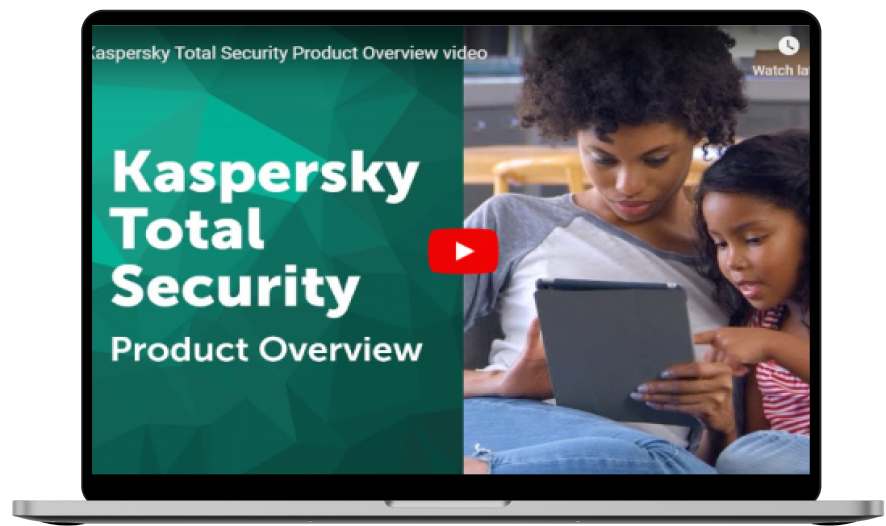 Kaspersky Total Security Product Overview video
Watch la
Kaspersky
Total
Security
Product Overview